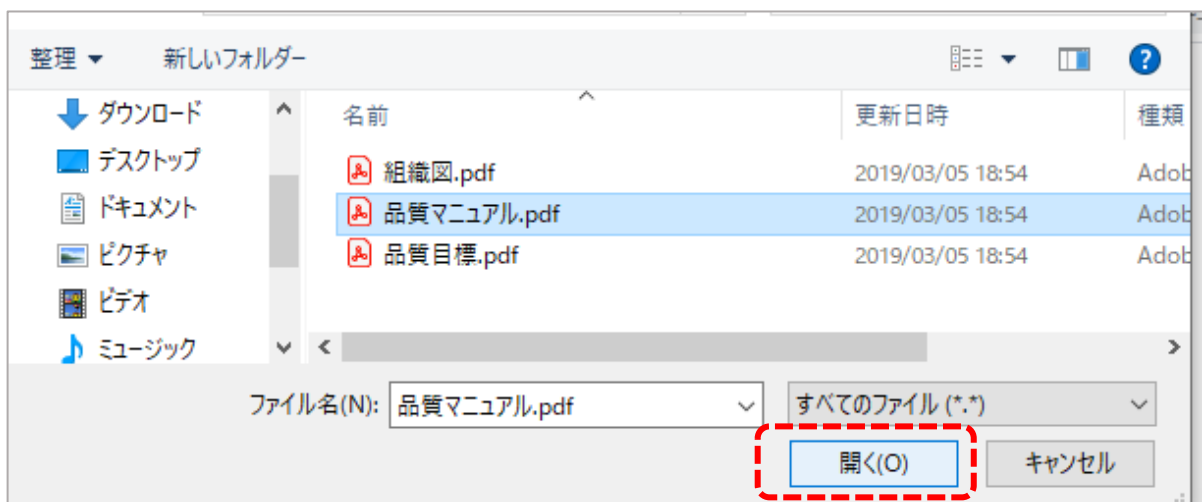 整理 新しいフォルダー
ダウンロード
デスクトップ
ドキュメント
ピクチャ
ビデオ
ミュージック
名前 更新日時 種類
組織図.pdf 2019/03/05 18:54 Adob
品質マニュアル.pdf 2019/03/05 18:54 Adob
品質目標.pdf 2019/03/05 18:54 Adob
ファイル名(N): 品質マニュアル.pdf すべてのファイル (*.*)
開く(O) キャンセル